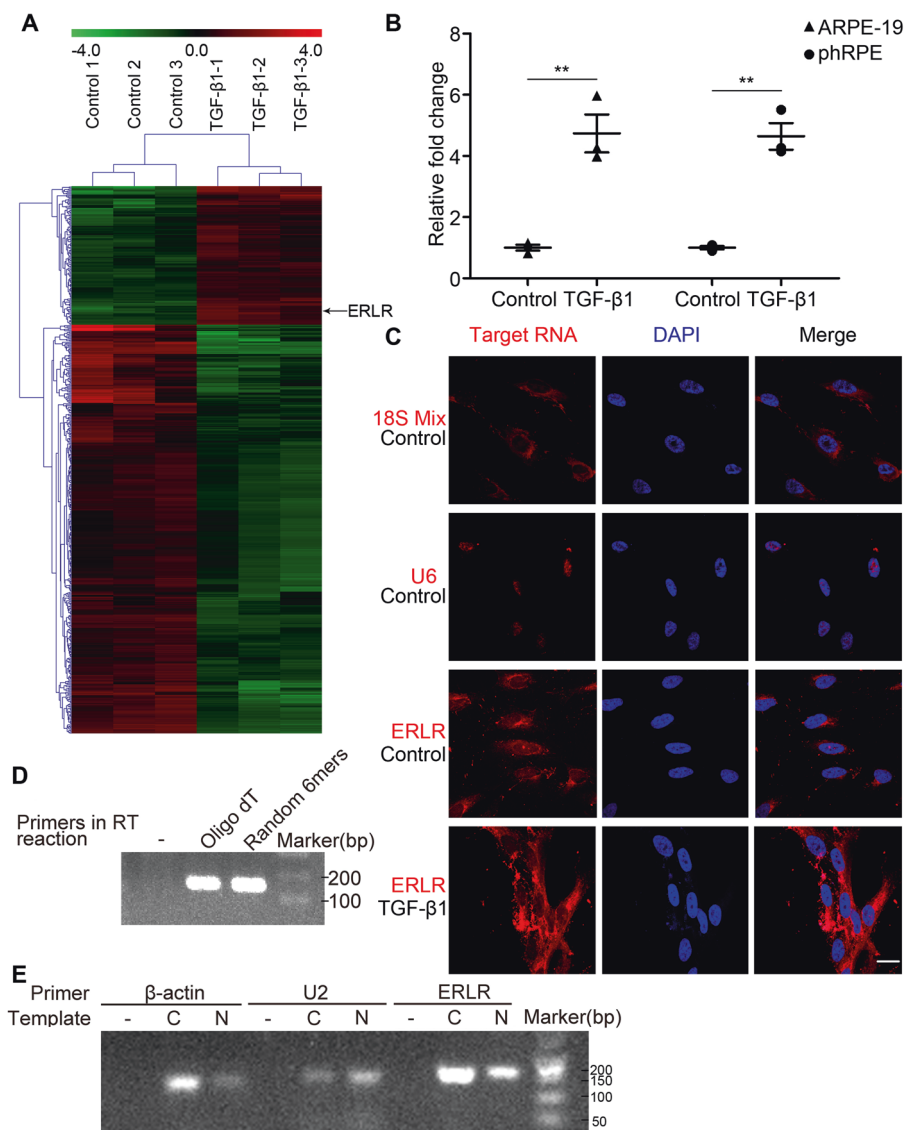 A
-4.0 0.0 4.0
Control 1
Control 2
Control 3
TGF-β1-1
TGF-β1-2
TGF-β1-3
ERLR
B
ARPE-19
phRPE
Relative fold change
8
6
4
2
0
**
**
Control TGF-β1 Control TGF-β1
C
Target RNA DAPI Merge
18S Mix
Control
U6
Control
ERLR
Control
ERLR
TGF-β1
D
Primers in RT
reaction
-
Oligo dT
Random 6mers
Marker(bp)
200
100
E
Primer β-actin U2 ERLR
Template - C N - C N - C N Marker(bp)
200
150
100
50